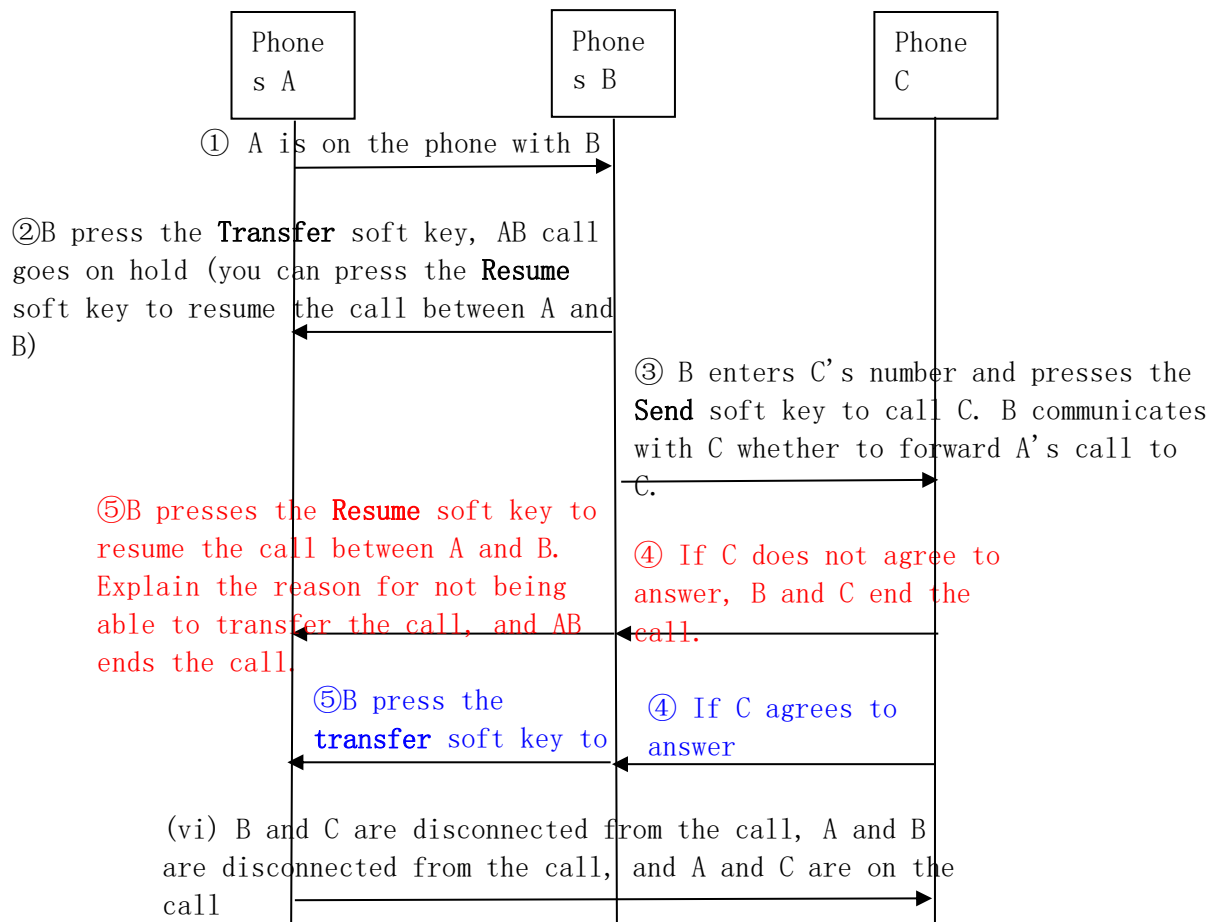 Phone
s A
Phone
s B
Phone
C
① A is on the phone with B
②B press the Transfer soft key, AB call
goes on hold (you can press the Resume
soft key to resume the call between A and
B)
③ B enters C's number and presses the
Send soft key to call C. B communicates
with C whether to forward A's call to
C.
⑤B presses the Resume soft key to
resume the call between A and B.
Explain the reason for not being
able to transfer the call, and AB
ends the call.
④ If C does not agree to
answer, B and C end the
call.
⑤B press the
transfer soft key to
④ If C agrees to
answer
(vi) B and C are disconnected from the call, A and B
are disconnected from the call, and A and C are on the
call